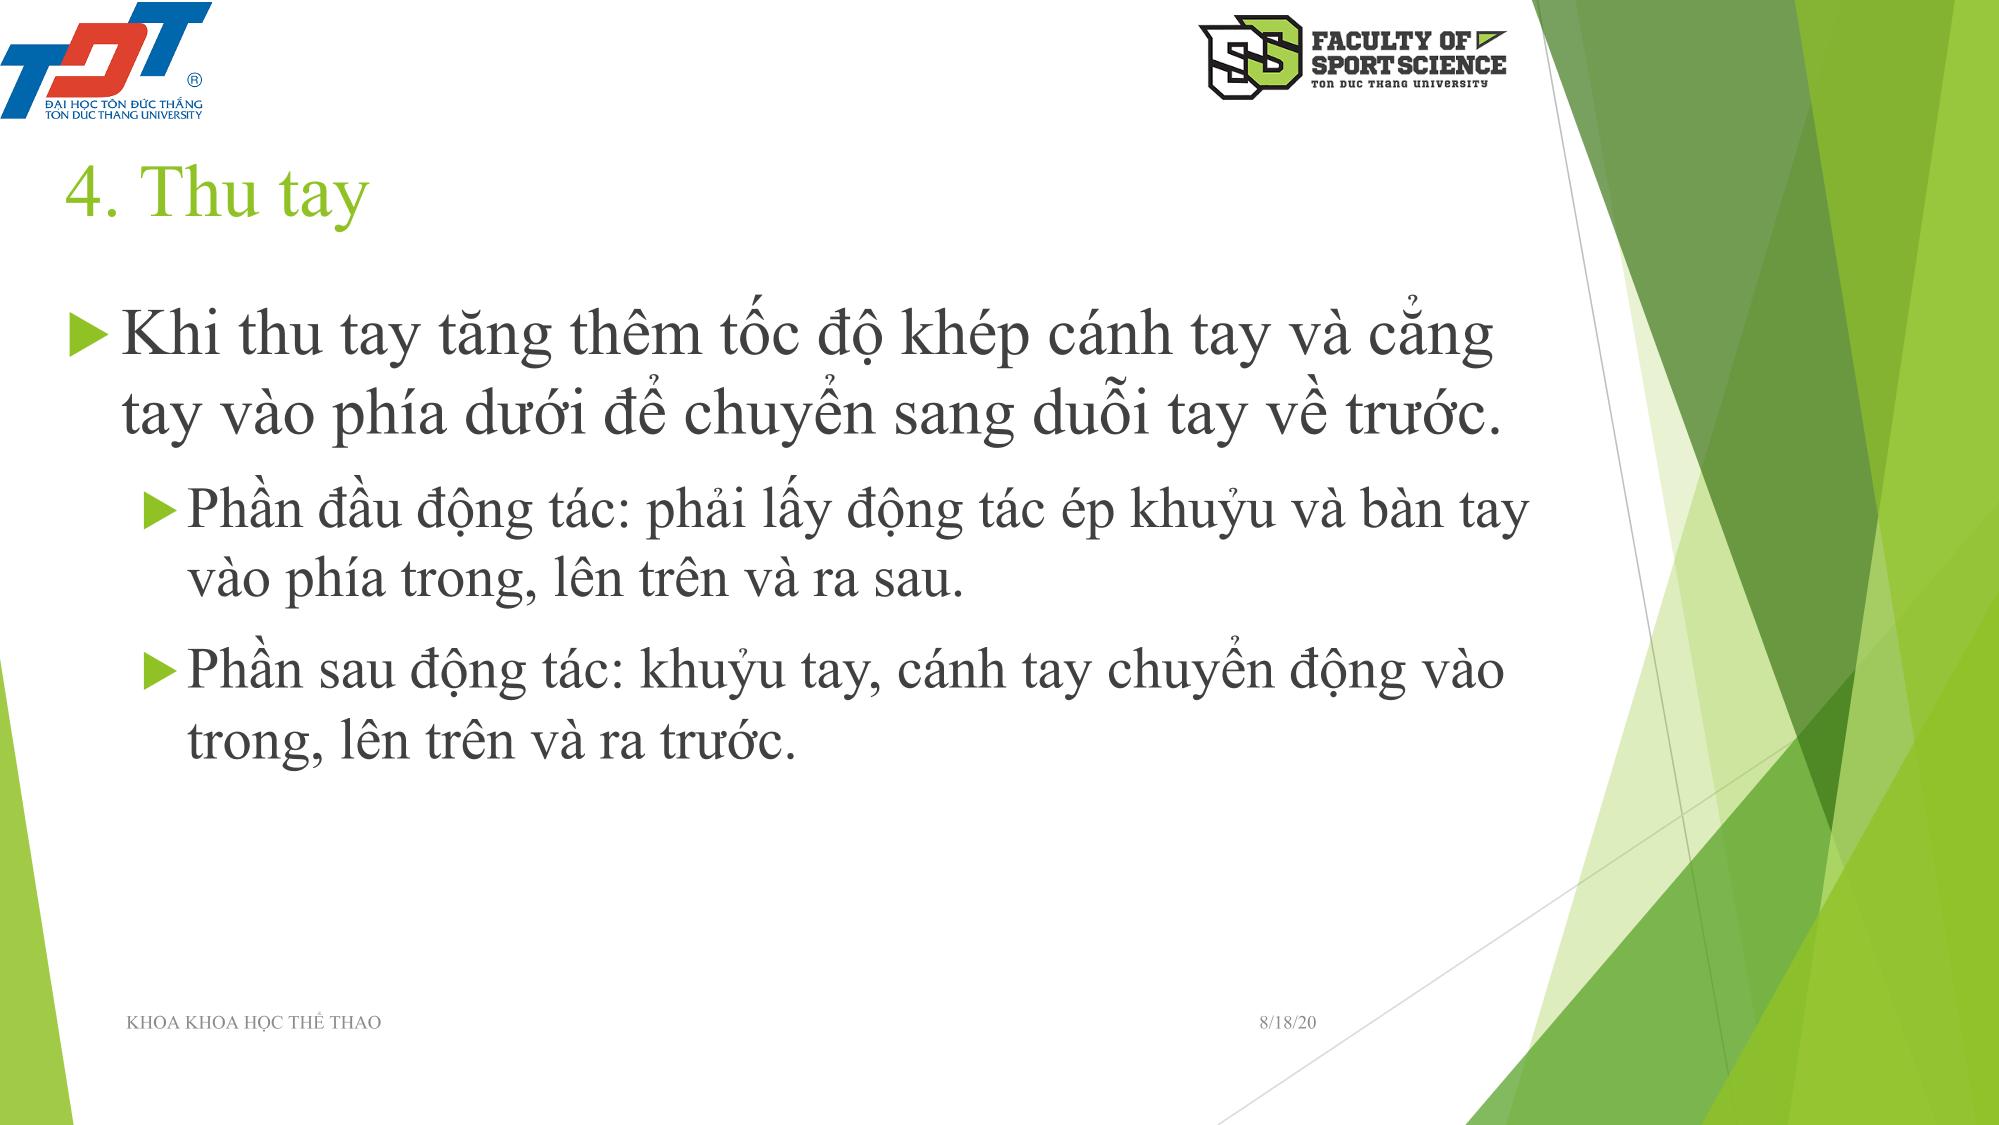 TDT
®
ĐẠI HỌC TÔN ĐỨC THẮNG
TON DUC THANG UNIVERSITY
SS
FACULTY OF
SPORT SCIENCE
TON DUC THANG UNIVERSITY
4. Thu tay
Khi thu tay tăng thêm tốc độ khép cánh tay và cẳng
tay vào phía dưới để chuyển sang duỗi tay về trước.
Phần đầu động tác: phải lấy động tác ép khuỷu và bàn tay
vào phía trong, lên trên và ra sau.
Phần sau động tác: khuỷu tay, cánh tay chuyển động vào
trong, lên trên và ra trước.
KHOA KHOA HỌC THỂ THAO
8/18/20